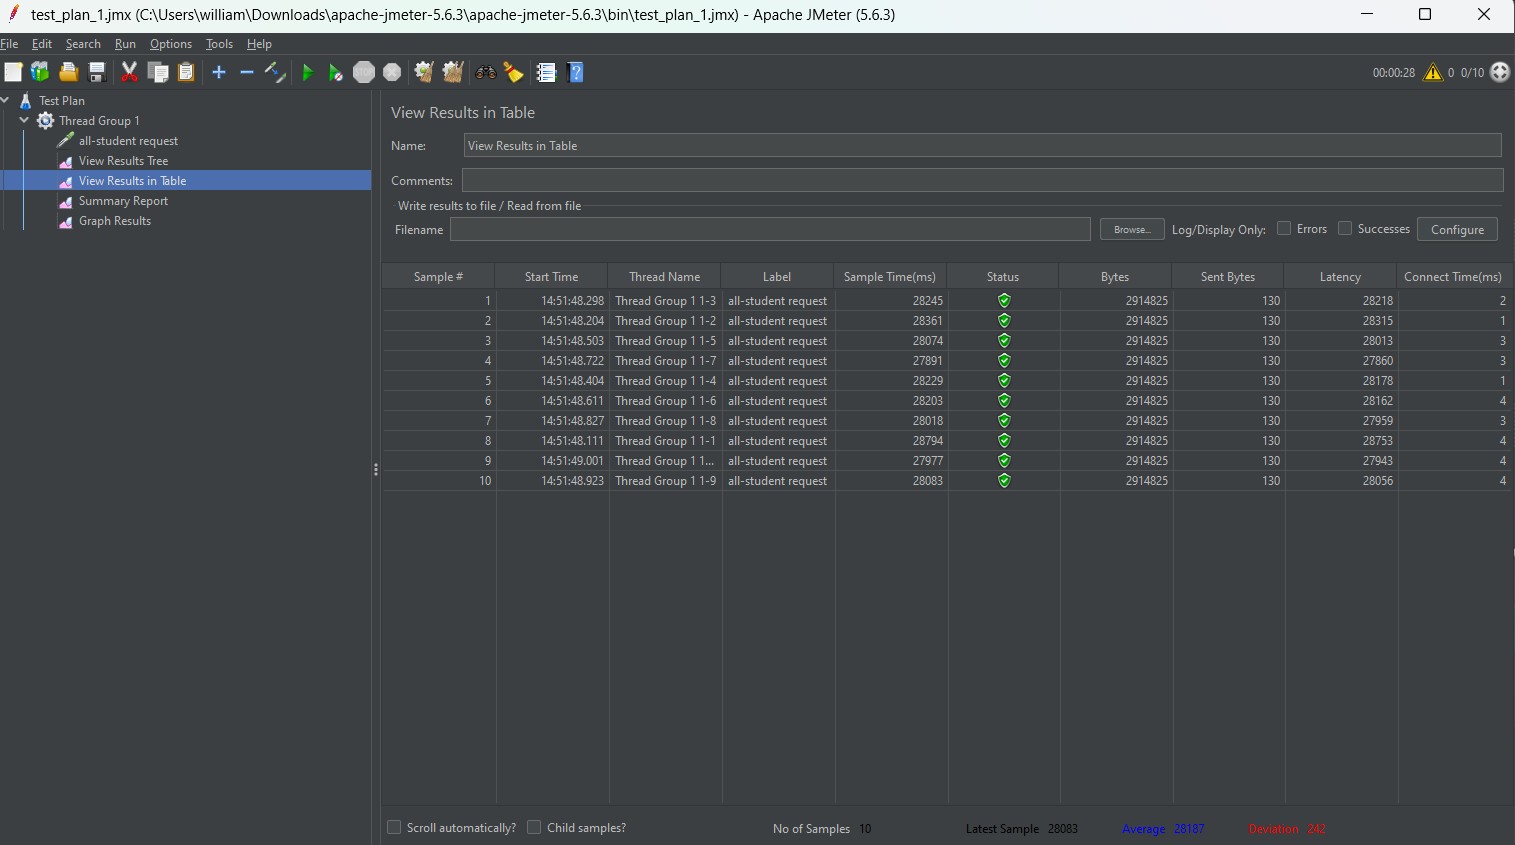 test_plan_1.jmx (C:\Users\william\Downloads\apache-jmeter-5.6.3\apache-jmeter-5.6.3\bin\test_plan_1.jmx) - Apache JMeter (5.6.3)
File Edit Search Run Options Tools Help
00:00:28 0 0/10
Test Plan
Thread Group 1
all-student request
View Results Tree
View Results in Table
Summary Report
Graph Results
View Results in Table
Name: View Results in Table
Comments:
Write results to file / Read from file
Filename Browse... Log/Display Only: Errors Successes Configure
Sample # Start Time Thread Name Label Sample Time(ms) Status Bytes Sent Bytes Latency Connect Time(ms)
1 14:51:48.298 Thread Group 1 1-3 all-student request 28245 2914825 130 28218 2
2 14:51:48.204 Thread Group 1 1-2 all-student request 28361 2914825 130 28315 1
3 14:51:48.503 Thread Group 1 1-5 all-student request 28074 2914825 130 28013 3
4 14:51:48.722 Thread Group 1 1-7 all-student request 27891 2914825 130 27860 3
5 14:51:48.404 Thread Group 1 1-4 all-student request 28229 2914825 130 28178 1
6 14:51:48.611 Thread Group 1 1-6 all-student request 28203 2914825 130 28162 4
7 14:51:48.827 Thread Group 1 1-8 all-student request 28018 2914825 130 27959 3
8 14:51:48.111 Thread Group 1 1-1 all-student request 28794 2914825 130 28753 4
9 14:51:49.001 Thread Group 1 1... all-student request 27977 2914825 130 27943 4
10 14:51:48.923 Thread Group 1 1-9 all-student request 28083 2914825 130 28056 4
Scroll automatically? Child samples? No of Samples 10 Latest Sample 28083 Average 28187 Deviation 242